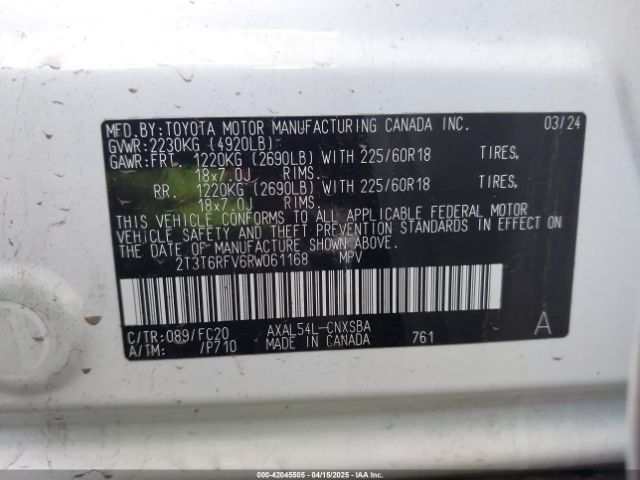 MFD.BY:TOYOTA MOTOR MANUFACTURING CANADA INC. 03/24
GVWR:2230KG (4920LB)
GAWR:FRT. 1220KG (2690LB) WITH 225/60R18 TIRES,
18x7.0J RIMS.
RR. 1220KG (2690LB) WITH 225/60R18 TIRES,
18x7.0J RIMS.
THIS VEHICLE CONFORMS TO ALL APPLICABLE FEDERAL MOTOR
VEHICLE SAFETY AND THEFT PREVENTION STANDARDS IN EFFECT ON
THE DATE OF MANUFACTURE SHOWN ABOVE.
2T3T6RFV6RW061168 MPV
C/TR:089/FC20 AXAL54L-CNXSBA A
A/TM: /P710 MADE IN CANADA 761
000-42045505 - 04/15/2025 - IAAI.COM